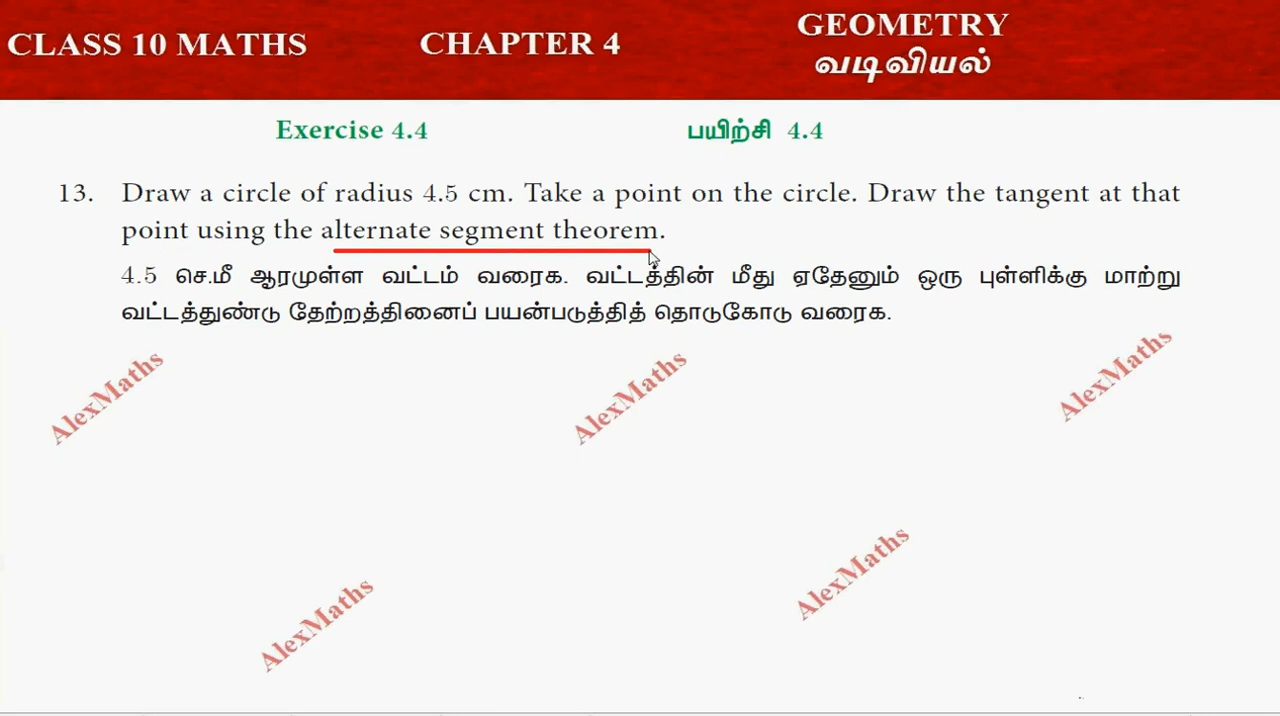 CLASS 10 MATHS
CHAPTER 4
GEOMETRY
வடிவியல்
Exercise 4.4
பயிற்சி 4.4
13. Draw a circle of radius 4.5 cm. Take a point on the circle. Draw the tangent at that
point using the alternate segment theorem.
4.5 செ.மீ ஆரமுள்ள வட்டம் வரைக. வட்டத்தின் மீது ஏதேனும் ஒரு புள்ளிக்கு மாற்று
வட்டத்துண்டு தேற்றத்தினைப் பயன்படுத்தித் தொடுகோடு வரைக.
AlexMaths
AlexMaths
AlexMaths
AlexMaths
AlexMaths